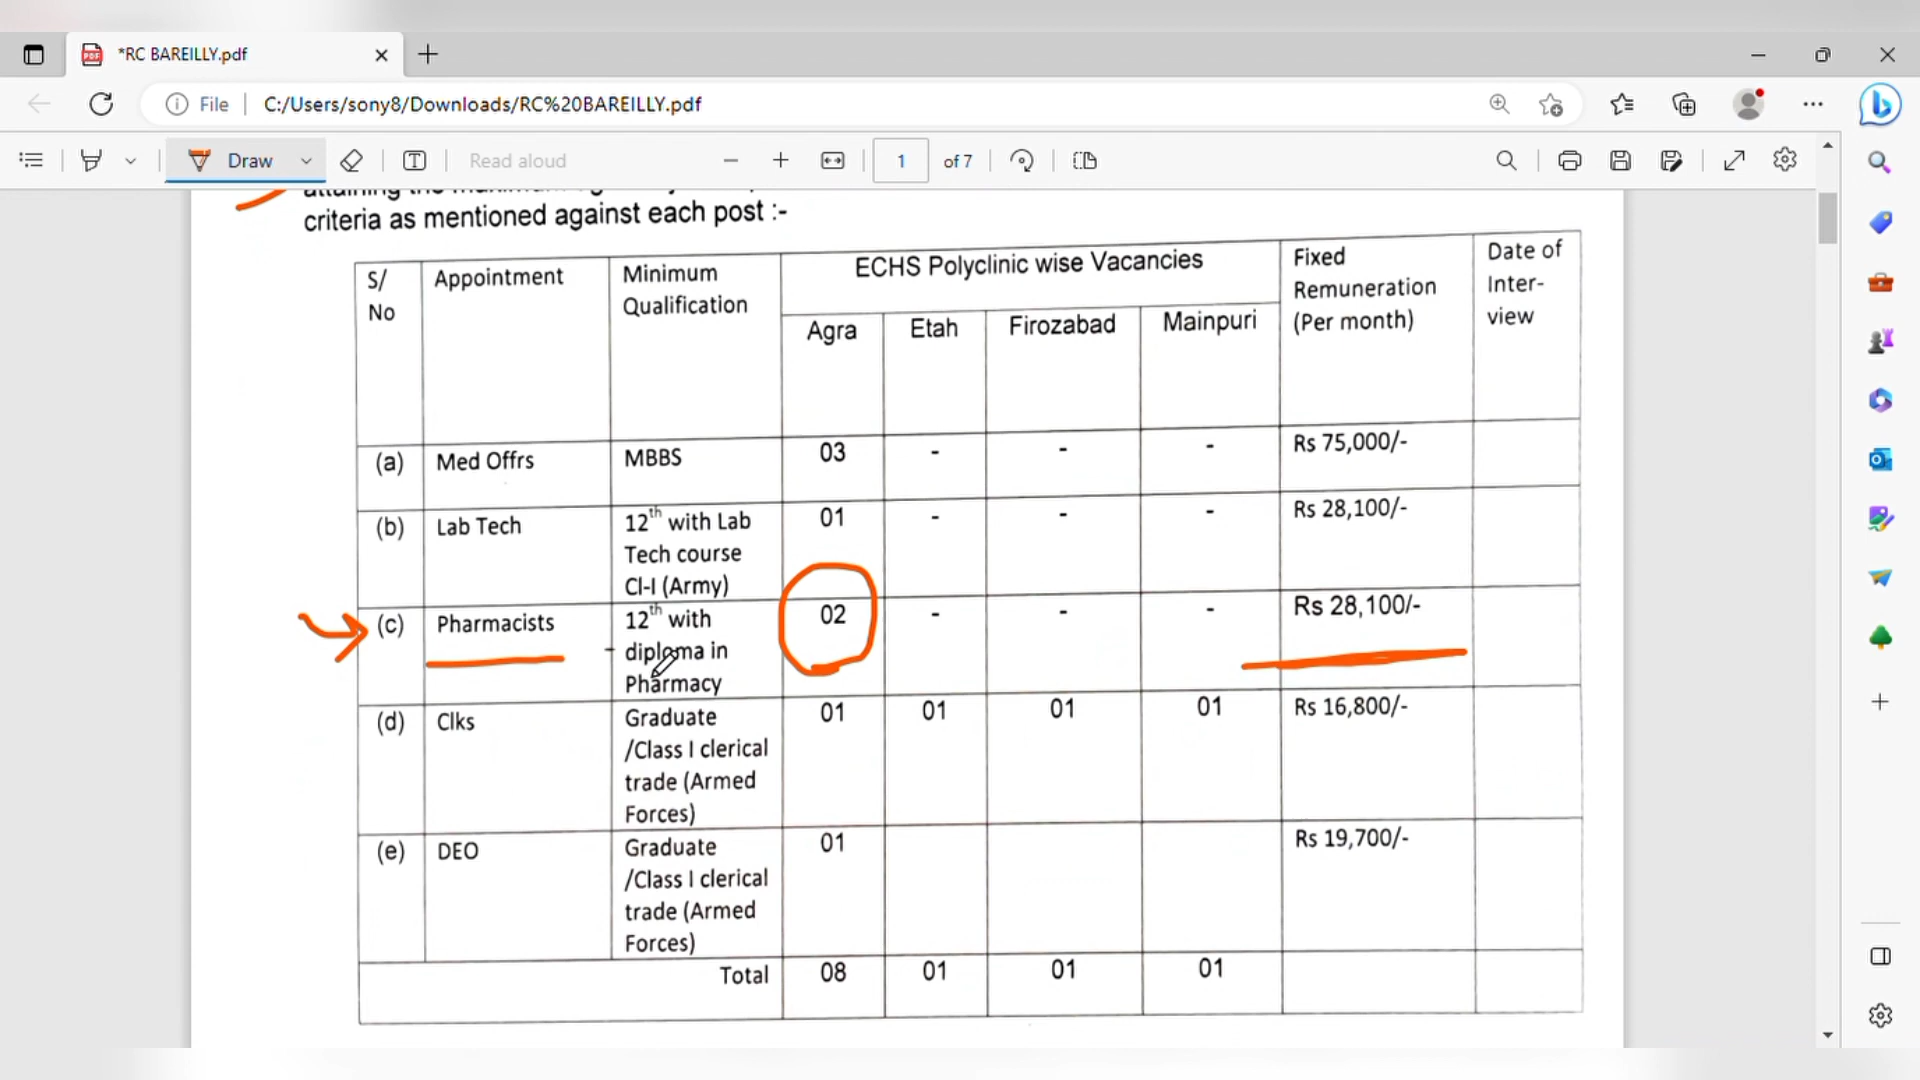 *RC BAREILLY.pdf
File
C:/Users/sony8/Downloads/RC%20BAREILLY.pdf
Draw
Read aloud
1 of 7
criteria as mentioned against each post :-
S/ No Appointment Minimum Qualification ECHS Polyclinic wise Vacancies Fixed Remuneration (Per month) Date of Inter-view
Agra Etah Firozabad Mainpuri
(a) Med Offrs MBBS 03 - - - Rs 75,000/-
(b) Lab Tech 12th with Lab Tech course Cl-I (Army) 01 - - - Rs 28,100/-
(c) Pharmacists 12th with diploma in Pharmacy 02 - - - Rs 28,100/-
(d) Clks Graduate /Class I clerical trade (Armed Forces) 01 01 01 01 Rs 16,800/-
(e) DEO Graduate /Class I clerical trade (Armed Forces) 01 Rs 19,700/-
Total 08 01 01 01